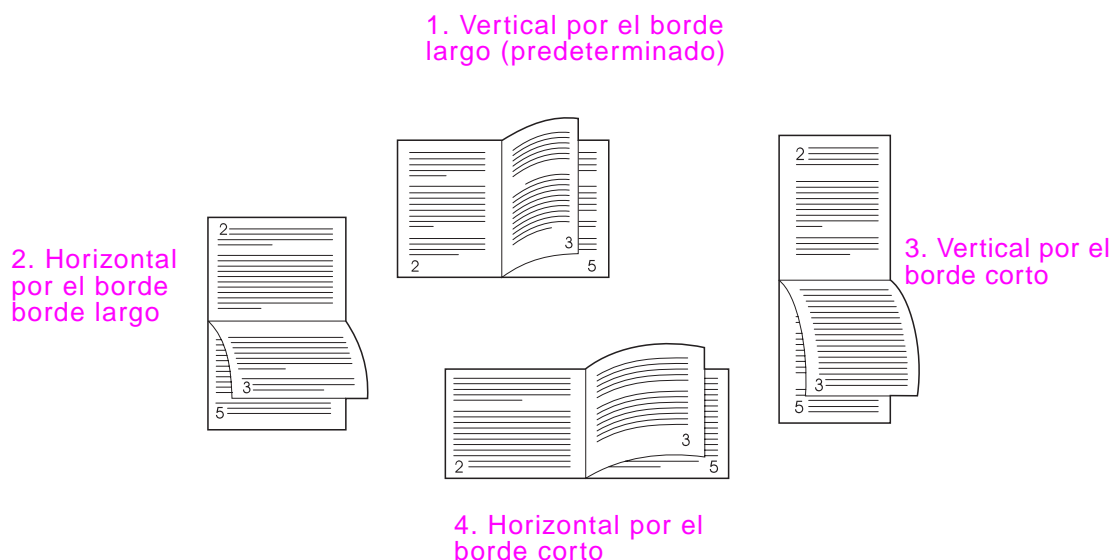 1. Vertical por el borde
largo (predeterminado)
2
3
5
2. Horizontal
por el borde
borde largo
2
3
5
3. Vertical por el
borde corto
2
3
5
4. Horizontal por el
borde corto
2
3
5